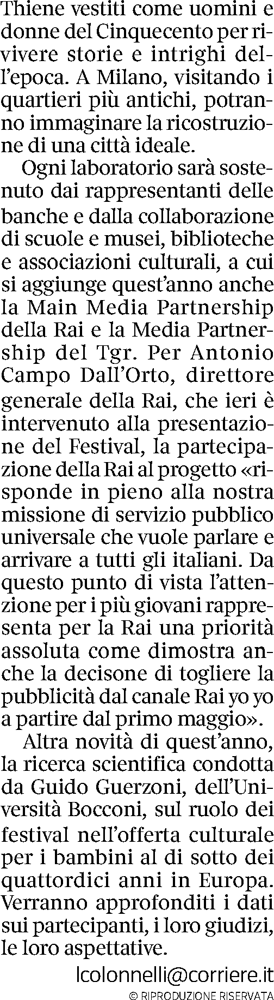 Thiene vestiti come uomini e
donne del Cinquecento per ri-
vivere storie e intrighi del-
l'epoca. A Milano, visitando i
quartieri più antichi, potran-
no immaginare la ricostruzio-
ne di una città ideale.
Ogni laboratorio sarà soste-
nuto dai rappresentanti delle
banche e dalla collaborazione
di scuole e musei, biblioteche
e associazioni culturali, a cui
si aggiunge quest'anno anche
la Main Media Partnership
della Rai e la Media Partner-
ship del Tgr. Per Antonio
Campo Dall'Orto, direttore
generale della Rai, che ieri è
intervenuto alla presentazio-
ne del Festival, la partecipa-
zione della Rai al progetto «ri-
sponde in pieno alla nostra
missione di servizio pubblico
universale che vuole parlare e
arrivare a tutti gli italiani. Da
questo punto di vista l'atten-
zione per i più giovani rappre-
senta per la Rai una priorità
assoluta come dimostra an-
che la decisone di togliere la
pubblicità dal canale Rai yo yo
a partire dal primo maggio».
Altra novità di quest'anno,
la ricerca scientifica condotta
da Guido Guerzoni, dell'Uni-
versità Bocconi, sul ruolo dei
festival nell'offerta culturale
per i bambini al di sotto dei
quattordici anni in Europa.
Verranno approfonditi i dati
sui partecipanti, i loro giudizi,
le loro aspettative.
lcolonnelli@corriere.it
© RIPRODUZIONE RISERVATA